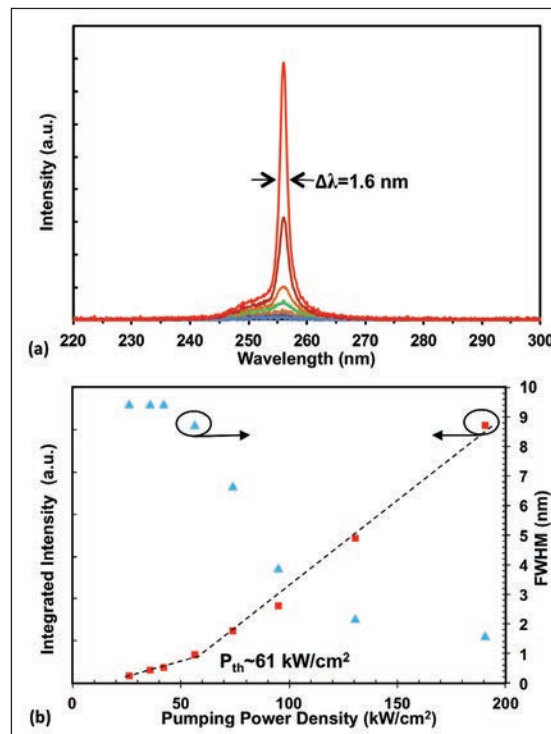 Intensity (a.u.)
Δλ=1.6 nm
220 230 240 250 260 270 280 290 300
(a)
Wavelength (nm)
Integrated Intensity (a.u.)
10
9
8
7
6
5
4
3
2
1
0
FWHM (nm)
Pth~61 kW/cm2
0 50 100 150 200
(b)
Pumping Power Density (kW/cm2)